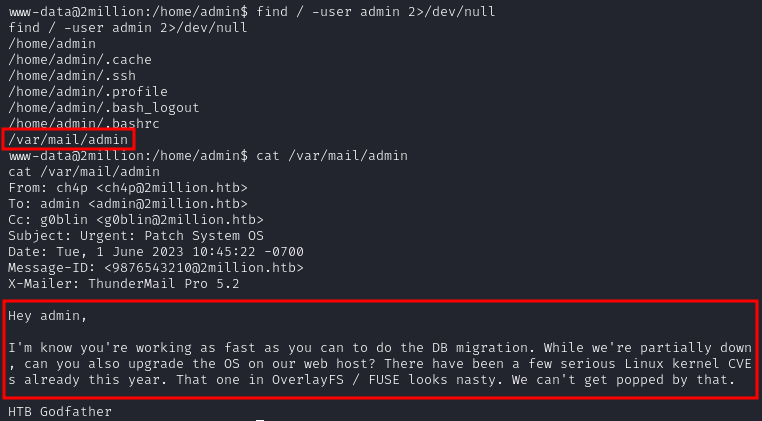 www-data@2million:/home/admin$ find / -user admin 2>/dev/null
find / -user admin 2>/dev/null
/home/admin
/home/admin/.cache
/home/admin/.ssh
/home/admin/.profile
/home/admin/.bash_logout
/home/admin/.bashrc
/var/mail/admin
www-data@2million:/home/admin$ cat /var/mail/admin
cat /var/mail/admin
From: ch4p <ch4p@2million.htb>
To: admin <admin@2million.htb>
Cc: g0blin <g0blin@2million.htb>
Subject: Urgent: Patch System OS
Date: Tue, 1 June 2023 10:45:22 -0700
Message-ID: <9876543210@2million.htb>
X-Mailer: ThunderMail Pro 5.2
Hey admin,
I'm know you're working as fast as you can to do the DB migration. While we're partially down
, can you also upgrade the OS on our web host? There have been a few serious Linux kernel CVE
s already this year. That one in OverlayFS / FUSE looks nasty. We can't get popped by that.
HTB Godfather